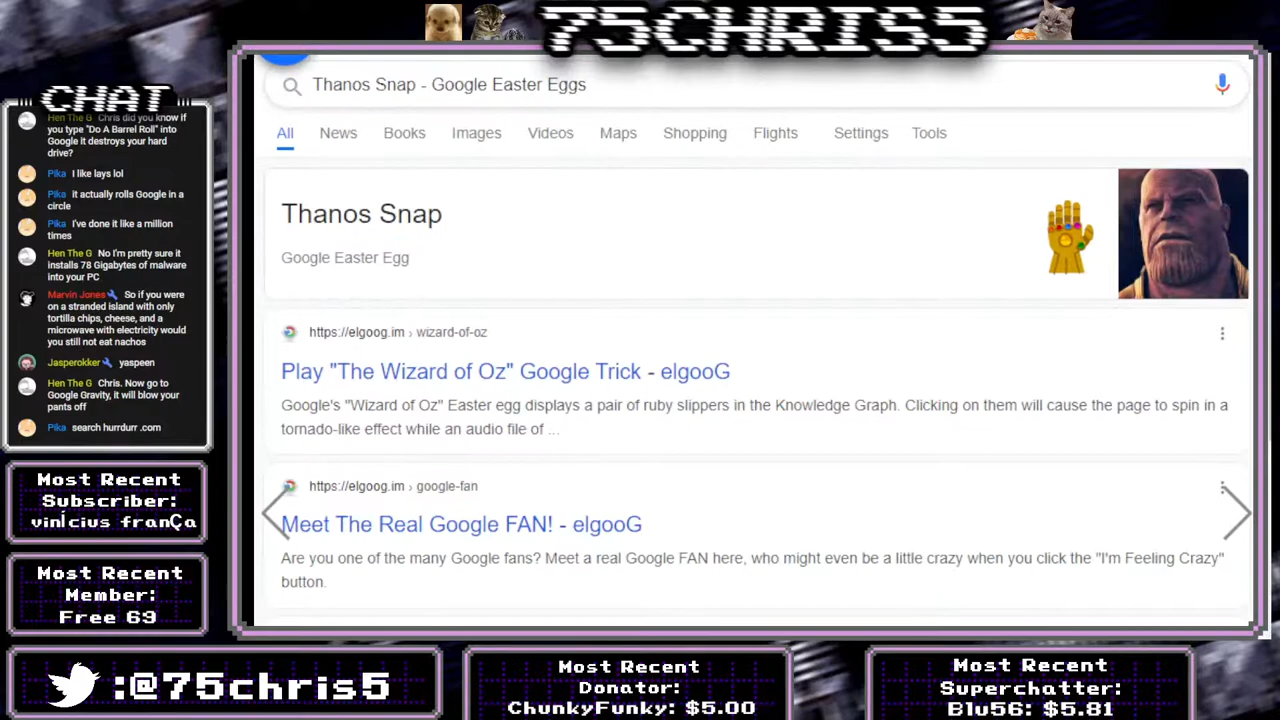 75CHRIS5
CHAT
Hen The G Chris did you know if
you type "Do A Barrel Roll" into
Google it destroys your hard
drive?
Pika I like lays lol
Pika it actually rolls Google in a
circle
Pika I've done it like a million
times
Hen The G No I'm pretty sure it
installs 78 Gigabytes of malware
into your PC
Marvin Jones So if you were
on a stranded island with only
tortilla chips, cheese, and a
microwave with electricity would
you still not eat nachos
Jasperokker yaspeen
Hen The G Chris. Now go to
Google Gravity, it will blow your
pants off
Pika search hurrdurr .com
Most Recent
Subscriber:
vinÍcius franÇa
Most Recent
Member:
Free 69
Thanos Snap - Google Easter Eggs
All News Books Images Videos Maps Shopping Flights Settings Tools
Thanos Snap
Google Easter Egg
https://elgoog.im › wizard-of-oz
Play "The Wizard of Oz" Google Trick - elgooG
Google's "Wizard of Oz" Easter egg displays a pair of ruby slippers in the Knowledge Graph. Clicking on them will cause the page to spin in a
tornado-like effect while an audio file of ...
https://elgoog.im › google-fan
Meet The Real Google FAN! - elgooG
Are you one of the many Google fans? Meet a real Google FAN here, who might even be a little crazy when you click the "I'm Feeling Crazy"
button.
:@75chris5
Most Recent
Donator:
ChunkyFunky: $5.00
Most Recent
Superchatter:
Blu56: $5.81